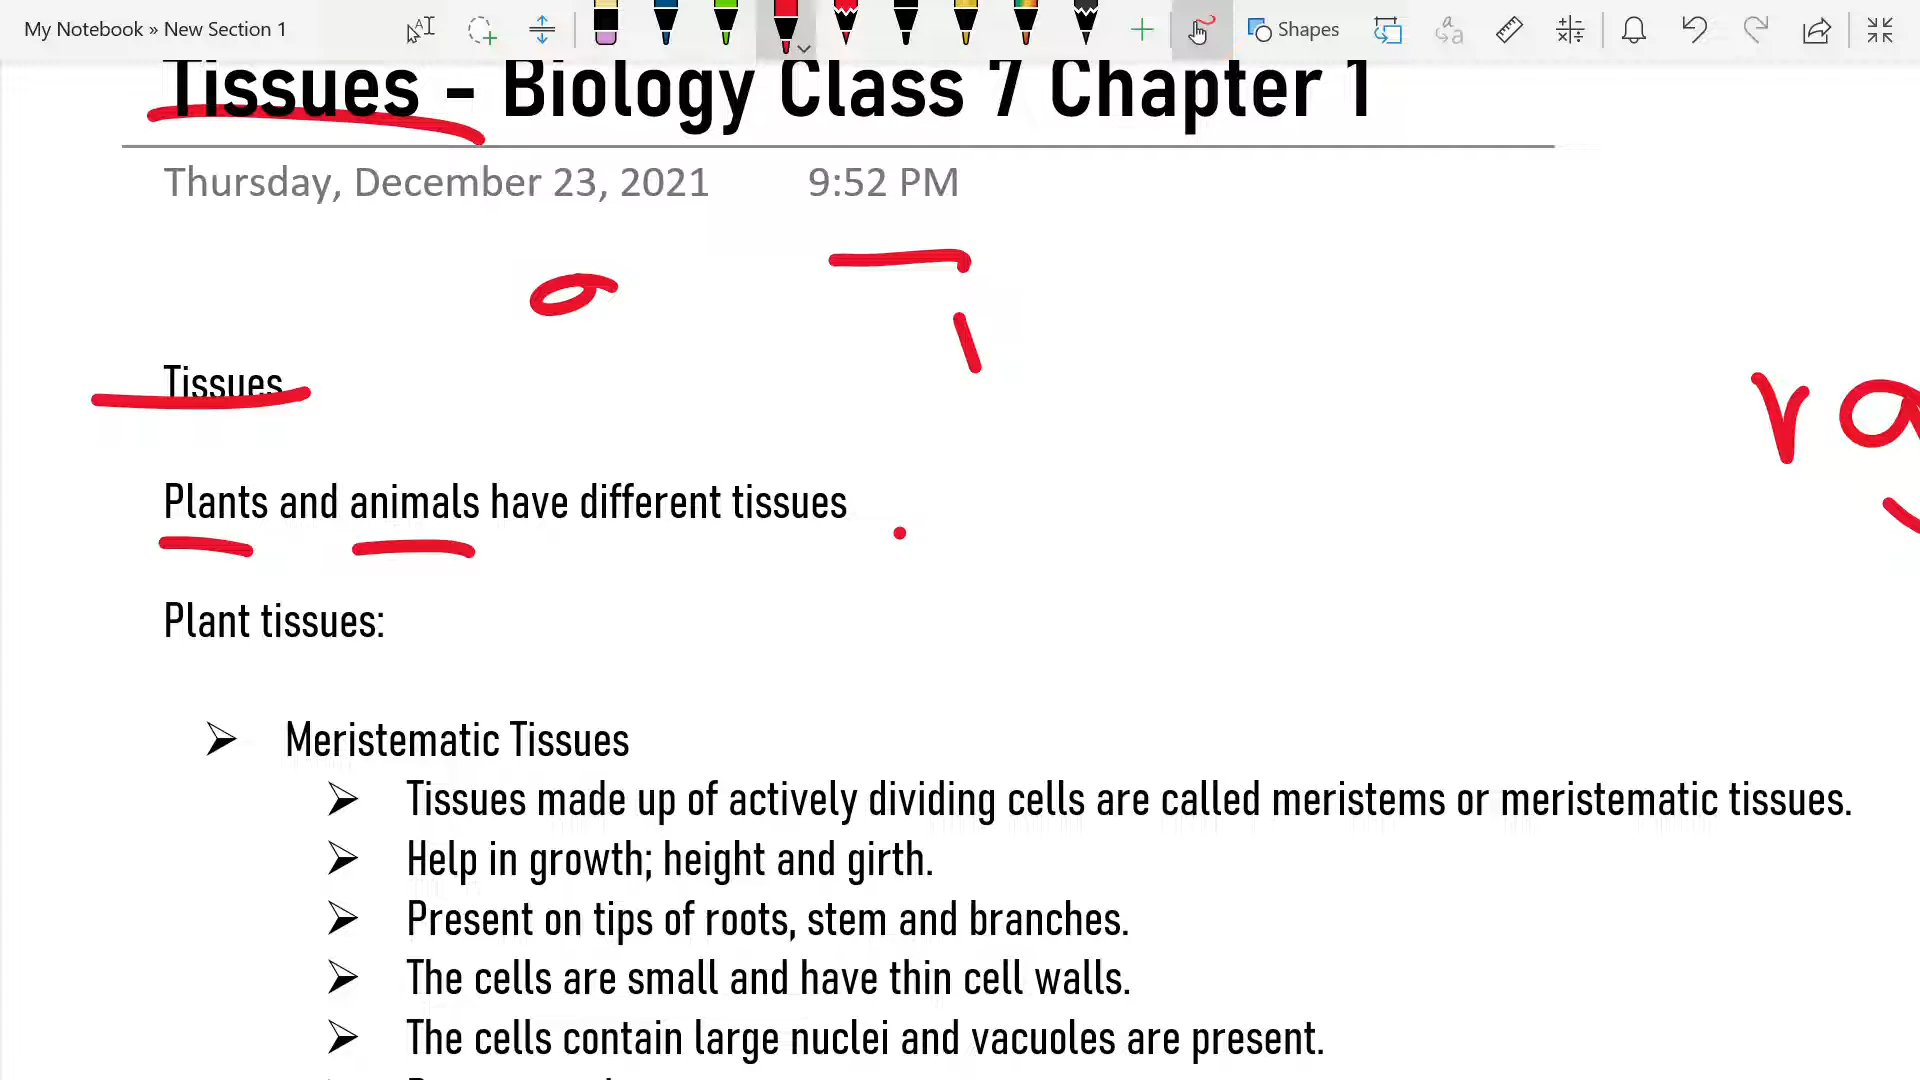 My Notebook » New Section 1
Shapes
Tissues - Biology Class 7 Chapter 1
Thursday, December 23, 2021 9:52 PM
Tissues
Plants and animals have different tissues
Plant tissues:
➢ Meristematic Tissues
➢ Tissues made up of actively dividing cells are called meristems or meristematic tissues.
➢ Help in growth; height and girth.
➢ Present on tips of roots, stem and branches.
➢ The cells are small and have thin cell walls.
➢ The cells contain large nuclei and vacuoles are present.